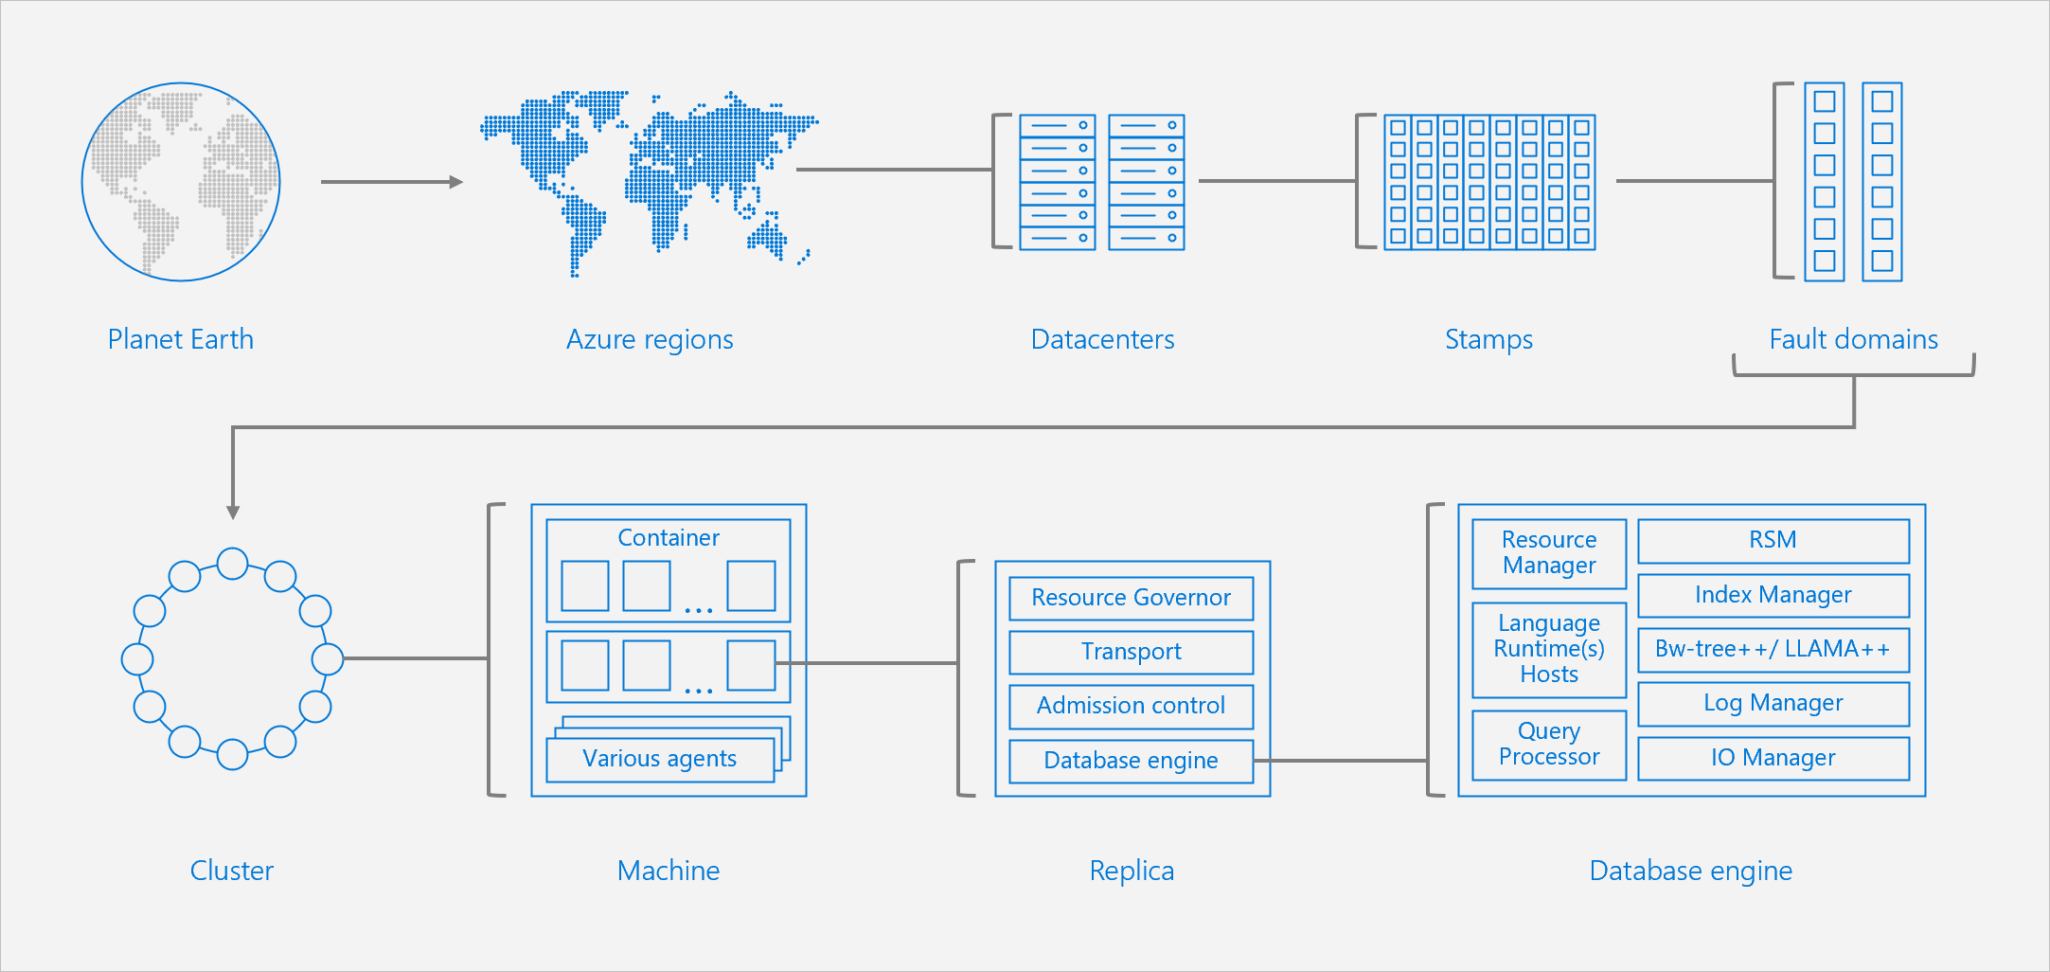 Planet Earth
Azure regions
Datacenters
Stamps
Fault domains
Container
...
...
Various agents
Resource Governor
Transport
Admission control
Database engine
Resource
Manager
Language
Runtime(s)
Hosts
Query
Processor
RSM
Index Manager
Bw-tree++/ LLAMA++
Log Manager
IO Manager
Cluster
Machine
Replica
Database engine